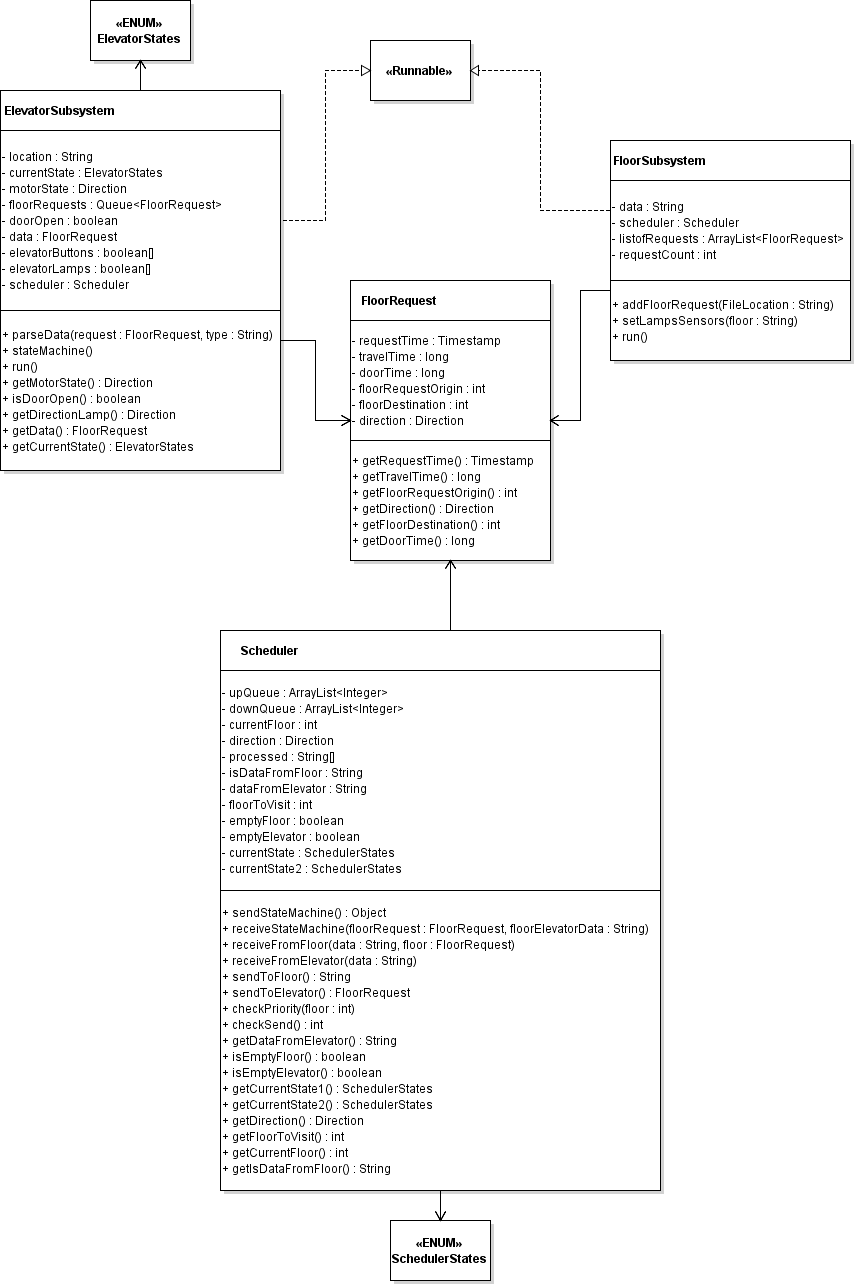 «ENUM»
ElevatorStates
«Runnable»
ElevatorSubsystem
- location : String
- currentState : ElevatorStates
- motorState : Direction
- floorRequests : Queue<FloorRequest>
- doorOpen : boolean
- data : FloorRequest
- elevatorButtons : boolean[]
- elevatorLamps : boolean[]
- scheduler : Scheduler
+ parseData(request : FloorRequest, type : String)
+ stateMachine()
+ run()
+ getMotorState() : Direction
+ isDoorOpen() : boolean
+ getDirectionLamp() : Direction
+ getData() : FloorRequest
+ getCurrentState() : ElevatorStates
FloorSubsystem
- data : String
- scheduler : Scheduler
- listofRequests : ArrayList<FloorRequest>
- requestCount : int
+ addFloorRequest(FileLocation : String)
+ setLampsSensors(floor : String)
+ run()
FloorRequest
- requestTime : Timestamp
- travelTime : long
- doorTime : long
- floorRequestOrigin : int
- floorDestination : int
- direction : Direction
+ getRequestTime() : Timestamp
+ getTravelTime() : long
+ getFloorRequestOrigin() : int
+ getDirection() : Direction
+ getFloorDestination() : int
+ getDoorTime() : long
Scheduler
- upQueue : ArrayList<Integer>
- downQueue : ArrayList<Integer>
- currentFloor : int
- direction : Direction
- processed : String[]
- isDataFromFloor : String
- dataFromElevator : String
- floorToVisit : int
- emptyFloor : boolean
- emptyElevator : boolean
- currentState : SchedulerStates
- currentState2 : SchedulerStates
+ sendStateMachine() : Object
+ receiveStateMachine(floorRequest : FloorRequest, floorElevatorData : String)
+ receiveFromFloor(data : String, floor : FloorRequest)
+ receiveFromElevator(data : String)
+ sendToFloor() : String
+ sendToElevator() : FloorRequest
+ checkPriority(floor : int)
+ checkSend() : int
+ getDataFromElevator() : String
+ isEmptyFloor() : boolean
+ isEmptyElevator() : boolean
+ getCurrentState1() : SchedulerStates
+ getCurrentState2() : SchedulerStates
+ getDirection() : Direction
+ getFloorToVisit() : int
+ getCurrentFloor() : int
+ getIsDataFromFloor() : String
«ENUM»
SchedulerStates